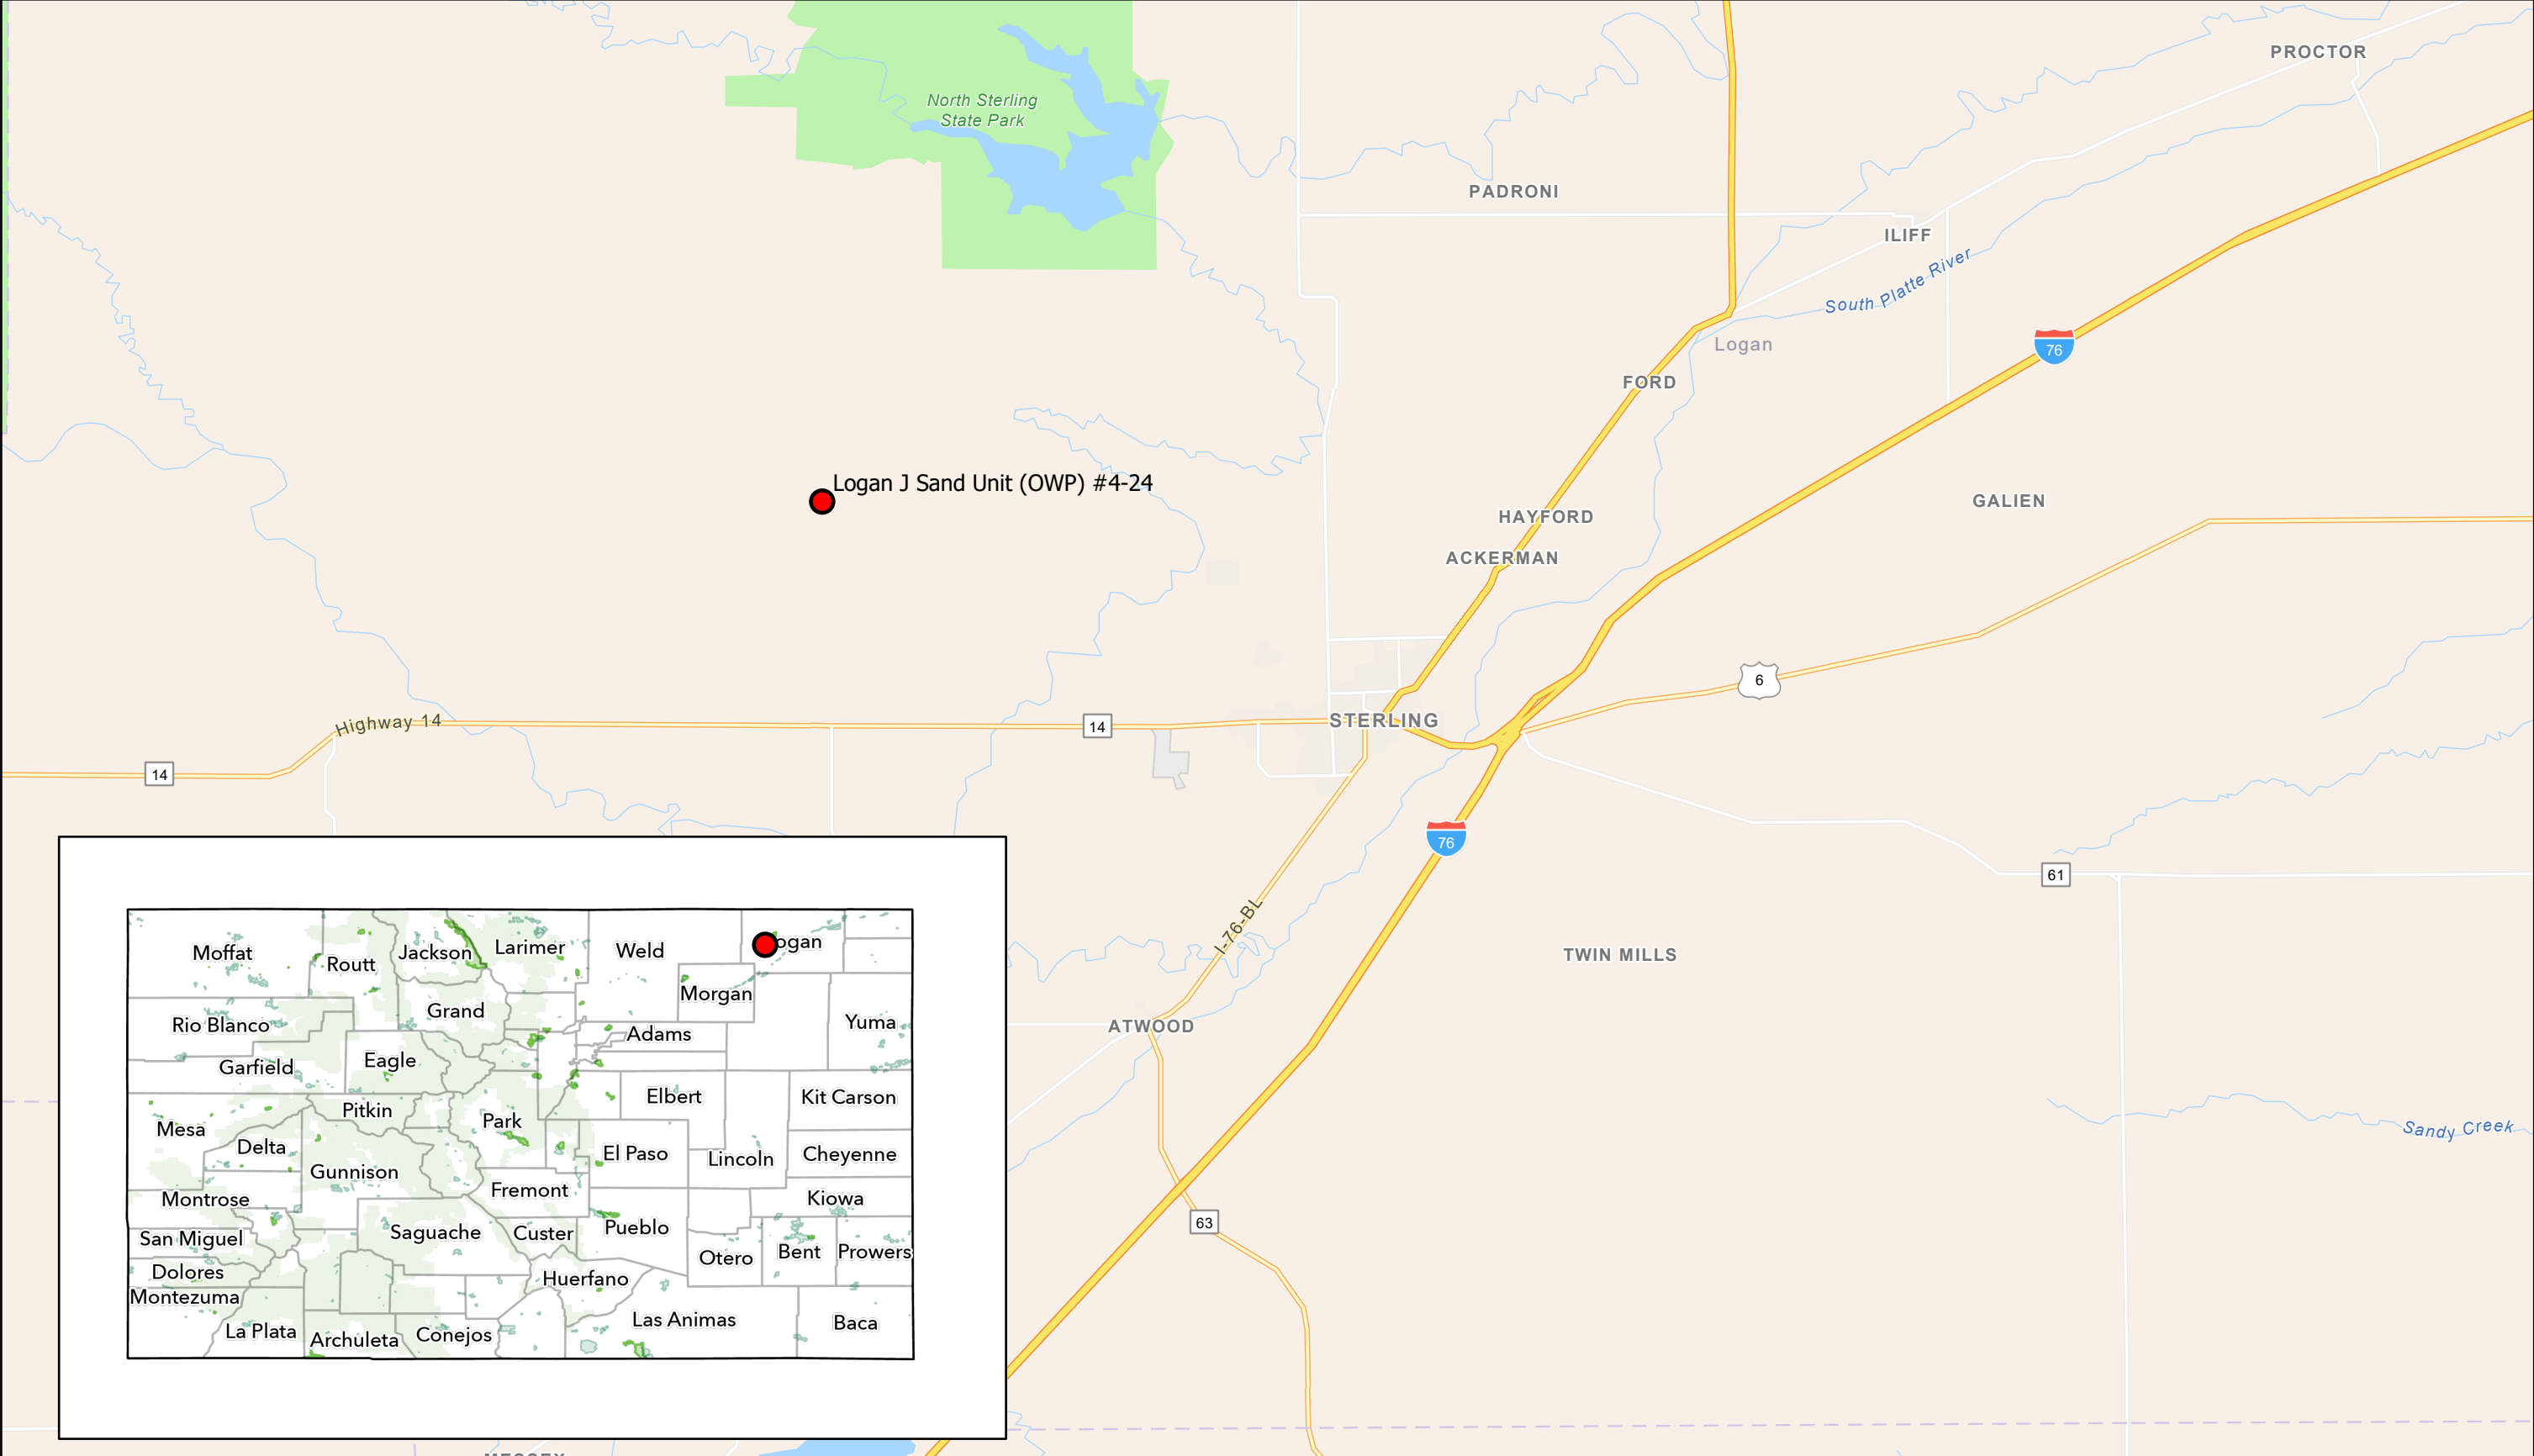 PROCTOR
North Sterling
State Park
PADRONI
ILIFF
South Platte River
Logan
76
FORD
Logan J Sand Unit (OWP) #4-24
GALIEN
HAYFORD
ACKERMAN
6
Highway 14
14
STERLING
14
76
61
I-76-BL
TWIN MILLS
ATWOOD
Sandy Creek
63
Moffat
Routt
Jackson
Larimer
Weld
ogan
Morgan
Grand
Rio Blanco
Yuma
Adams
Eagle
Garfield
Elbert
Kit Carson
Pitkin
Park
Mesa
Delta
El Paso
Lincoln
Cheyenne
Gunnison
Fremont
Montrose
Kiowa
Pueblo
Saguache
Custer
San Miguel
Otero
Bent
Prowers
Dolores
Huerfano
Montezuma
Las Animas
Baca
La Plata
Archuleta
Conejos
MESSEX